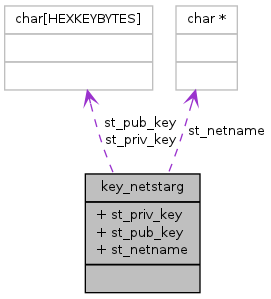 char[HEXKEYBYTES]
char *
st_pub_key
st_priv_key
st_netname
key_netstarg
+ st_priv_key
+ st_pub_key
+ st_netname